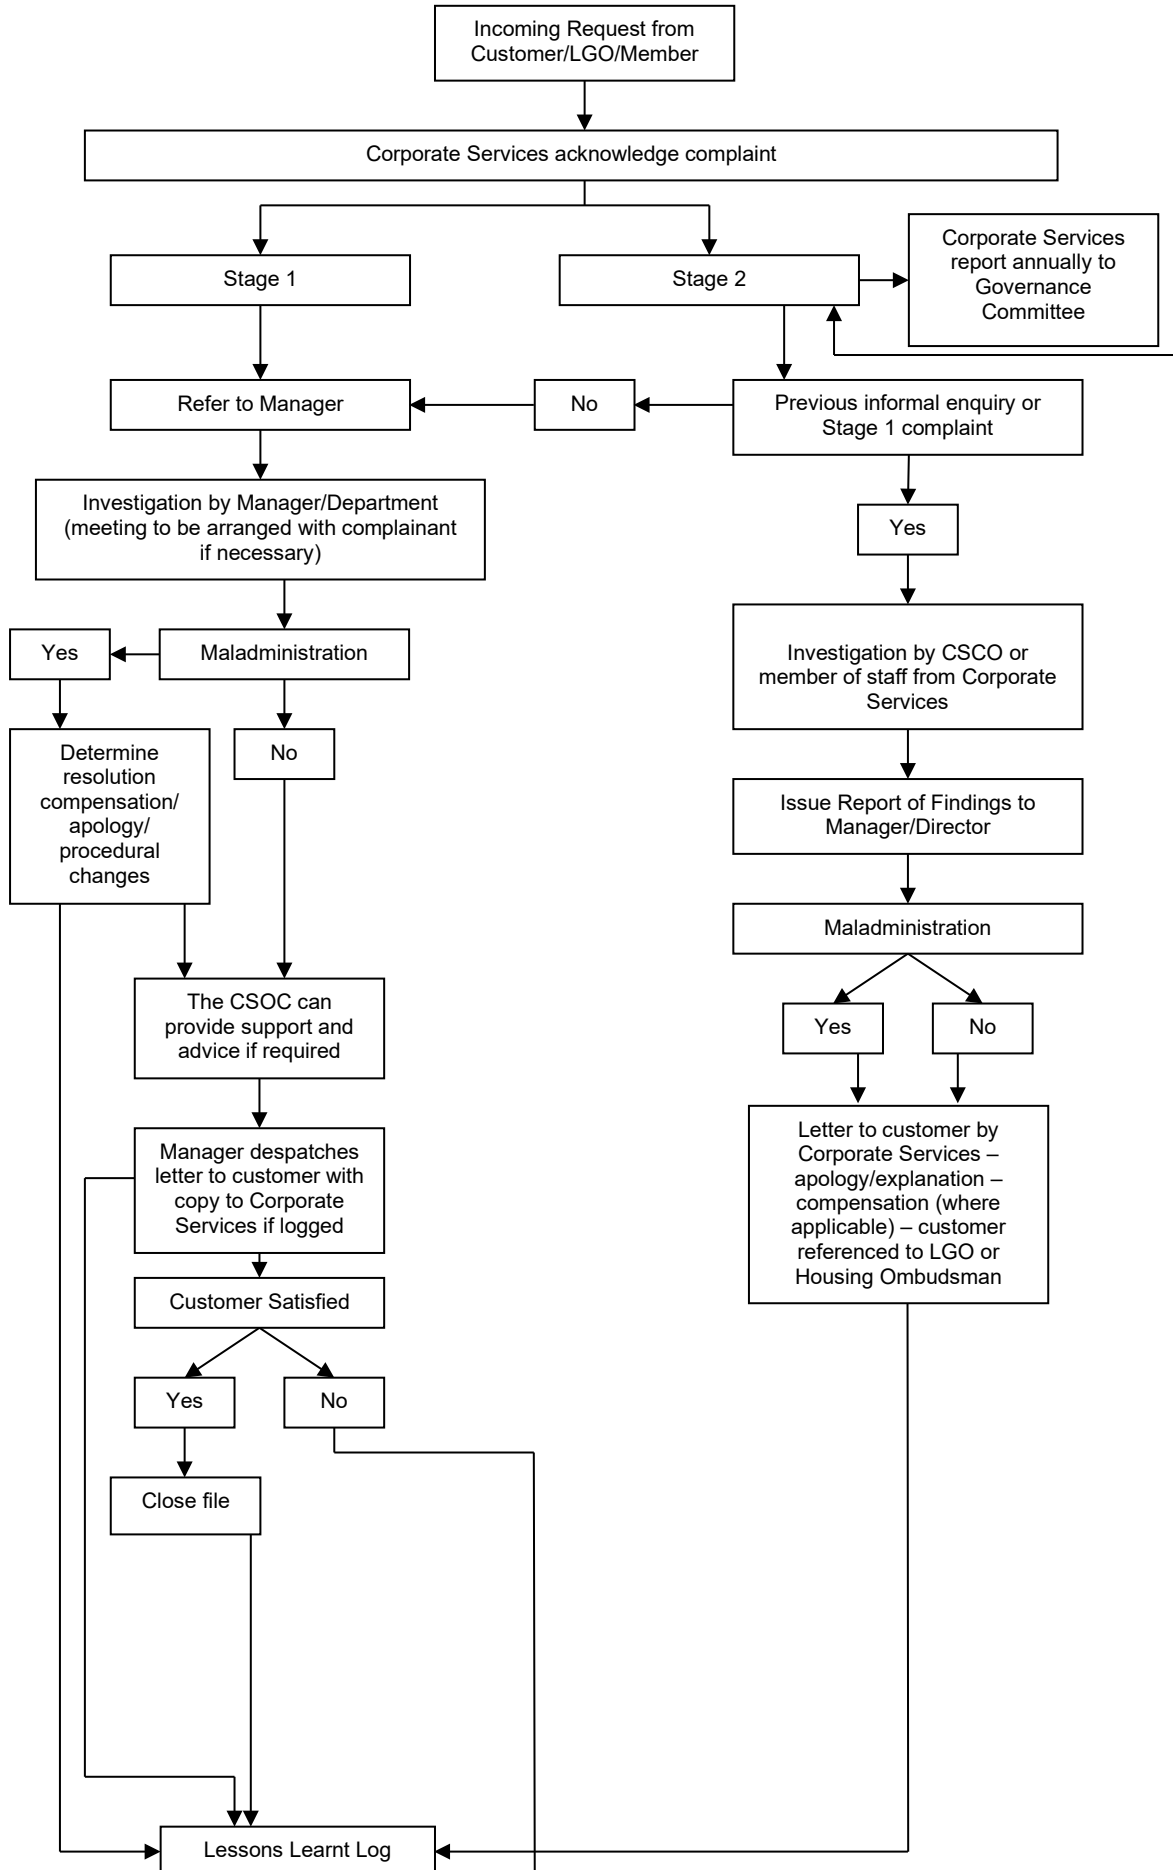 Incoming Request from
Customer/LGO/Member
Corporate Services acknowledge complaint
Stage 1
Stage 2
Corporate Services
report annually to
Governance
Committee
Refer to Manager
No
Previous informal enquiry or
Stage 1 complaint
Investigation by Manager/Department
(meeting to be arranged with complainant
if necessary)
Yes
Yes
Maladministration
Investigation by CSCO or
member of staff from Corporate
Services
Determine
resolution
compensation/
apology/
procedural
changes
No
Issue Report of Findings to
Manager/Director
Maladministration
The CSOC can
provide support and
advice if required
Yes
No
Manager despatches
letter to customer with
copy to Corporate
Services if logged
Letter to customer by
Corporate Services –
apology/explanation –
compensation (where
applicable) – customer
referenced to LGO or
Housing Ombudsman
Customer Satisfied
Yes
No
Close file
Lessons Learnt Log